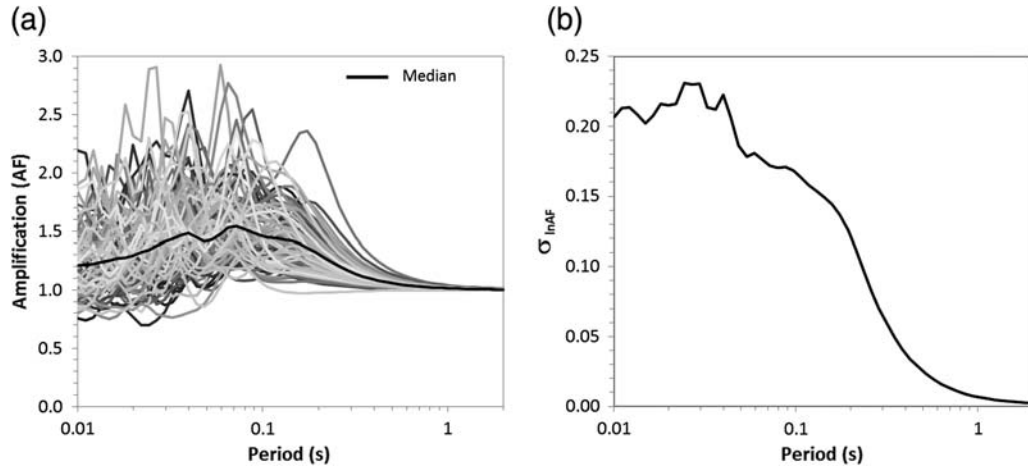 (a)
3.0
2.5
2.0
1.5
1.0
0.5
0.0
Amplification (AF)
Median
0.01
0.1
1
Period (s)
(b)
0.25
0.20
0.15
0.10
0.05
0.00
σlnAF
0.01
0.1
1
Period (s)